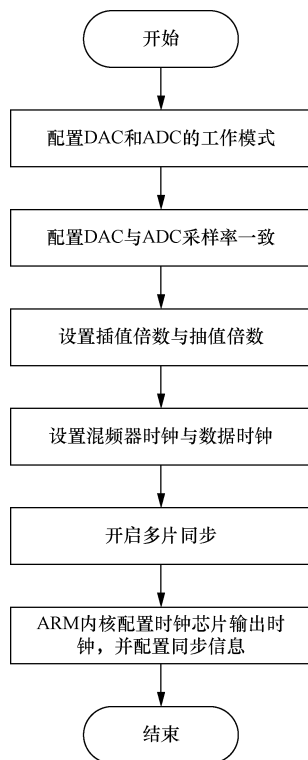 开始
配置DAC和ADC的工作模式
配置DAC与ADC采样率一致
设置插值倍数与抽值倍数
设置混频器时钟与数据时钟
开启多片同步
ARM内核配置时钟芯片输出时
钟，并配置同步信息
结束